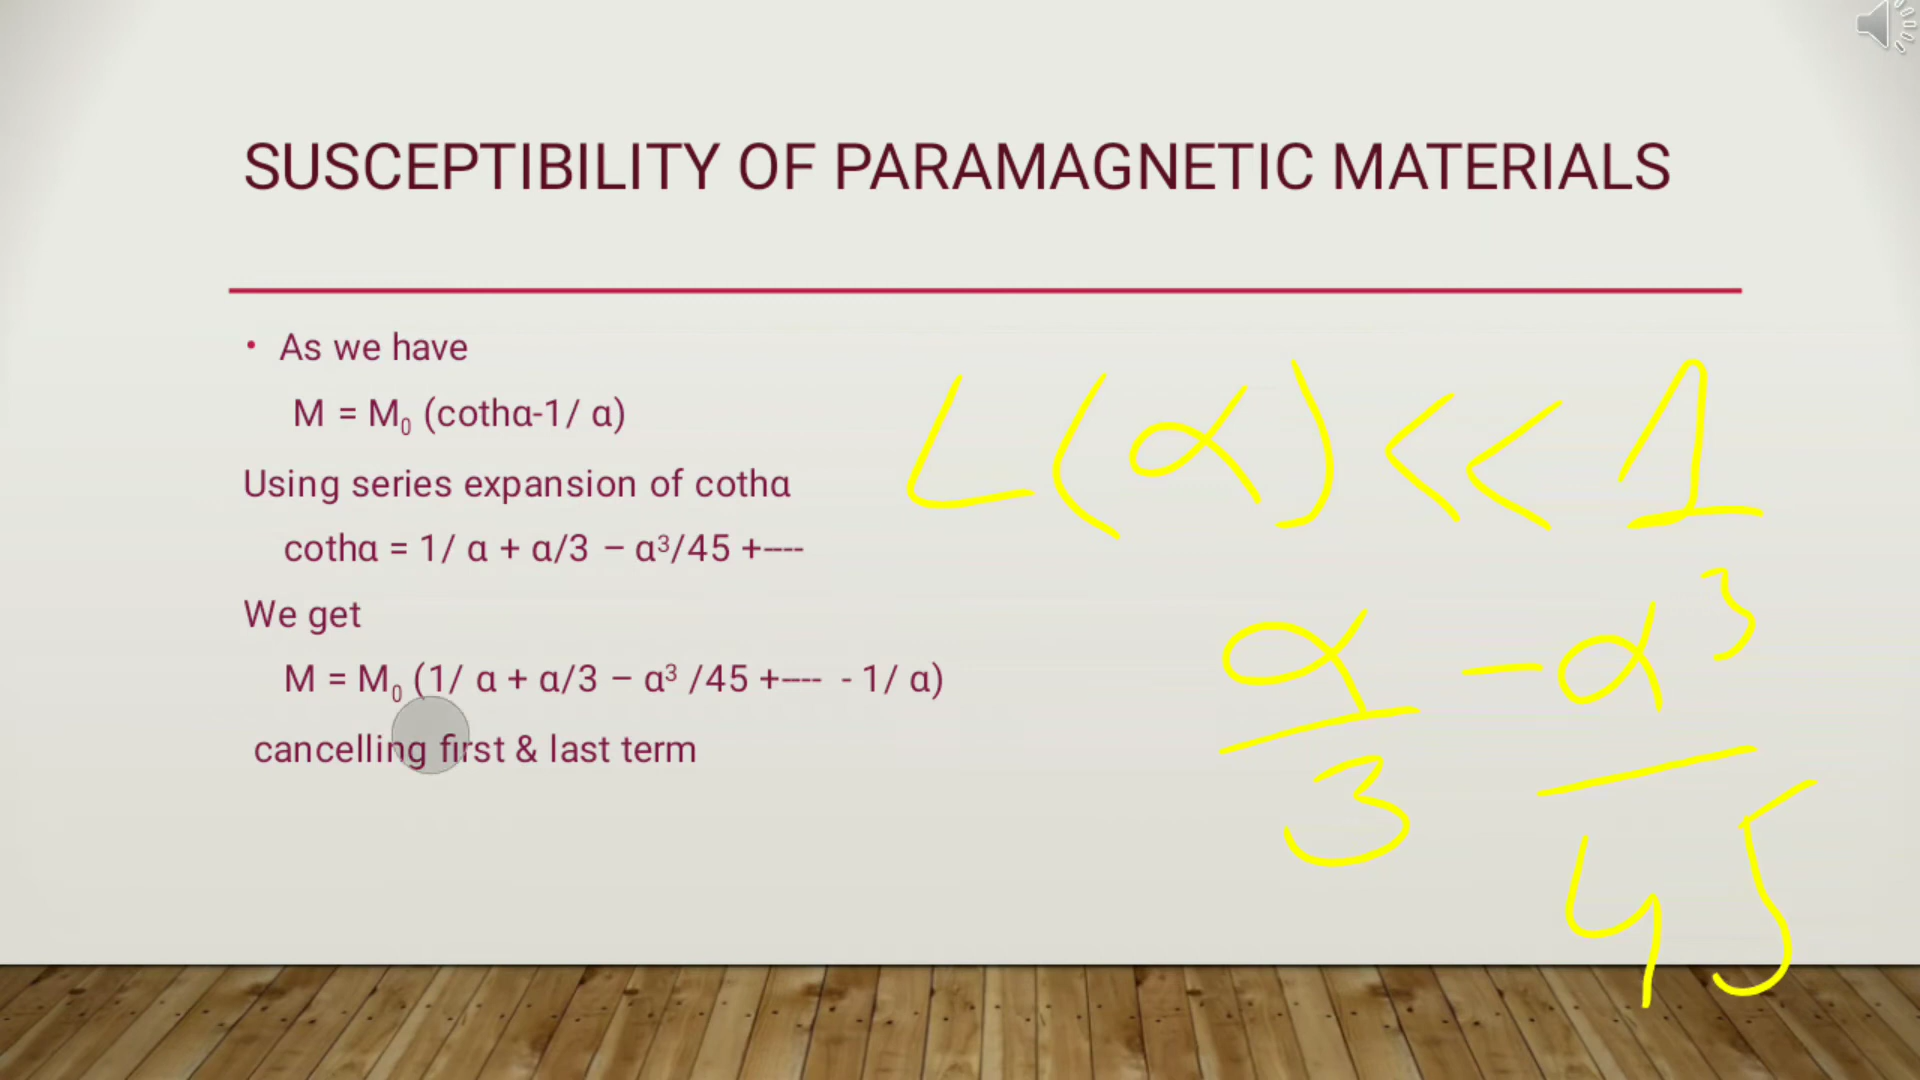 SUSCEPTIBILITY OF PARAMAGNETIC MATERIALS
• As we have
M = M₀ (cothα-1/ α)
Using series expansion of cothα
cothα = 1/ α + α/3 – α³/45 +----
We get
M = M₀ (1/ α + α/3 – α³ /45 +---- - 1/ α)
cancelling first & last term
L(α) << 1
α/3 - α³/45